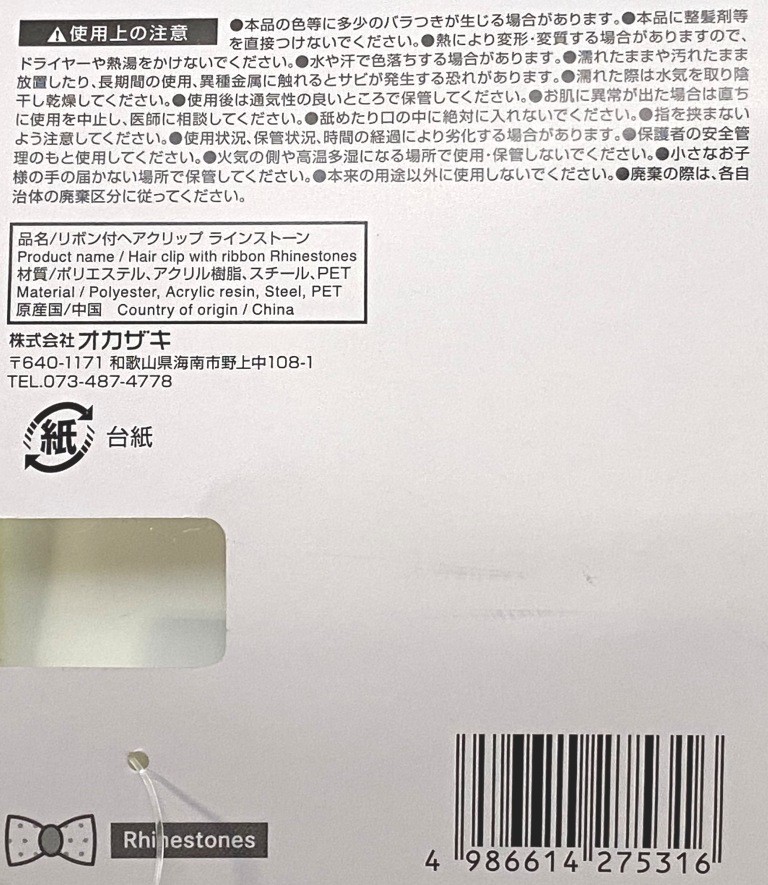 ⚠使用上の注意
●本品の色等に多少のバラつきが生じる場合があります。●本品に整髪剤等
を直接つけないでください。●熱により変形・変質する場合がありますので、
ドライヤーや熱湯をかけないでください。●水や汗で色落ちする場合があります。●濡れたままや汚れたまま
放置したり、長期間の使用、異種金属に触れるとサビが発生する恐れがあります。●濡れた際は水気を取り陰
干し乾燥してください。●使用後は通気性の良いところで保管してください。●お肌に異常が出た場合は直ち
に使用を中止し、医師に相談してください。●舐めたり口の中に絶対に入れないでください。●指を挟まない
よう注意してください。●使用状況、保管状況、時間の経過により劣化する場合があります。●保護者の安全管
理のもと使用してください。●火気の側や高温多湿になる場所で使用・保管しないでください。●小さなお子
様の手の届かない場所で保管してください。●本来の用途以外に使用しないでください。●廃棄の際は、各自
治体の廃棄区分に従ってください。
品名/リボン付ヘアクリップ ラインストーン
Product name / Hair clip with ribbon Rhinestones
材質/ポリエステル、アクリル樹脂、スチール、PET
Material / Polyester, Acrylic resin, Steel, PET
原産国/中国 Country of origin / China
株式会社オカザキ
〒640-1171 和歌山県海南市野上中108-1
TEL.073-487-4778
紙 台紙
Rhinestones
4 986614 275316